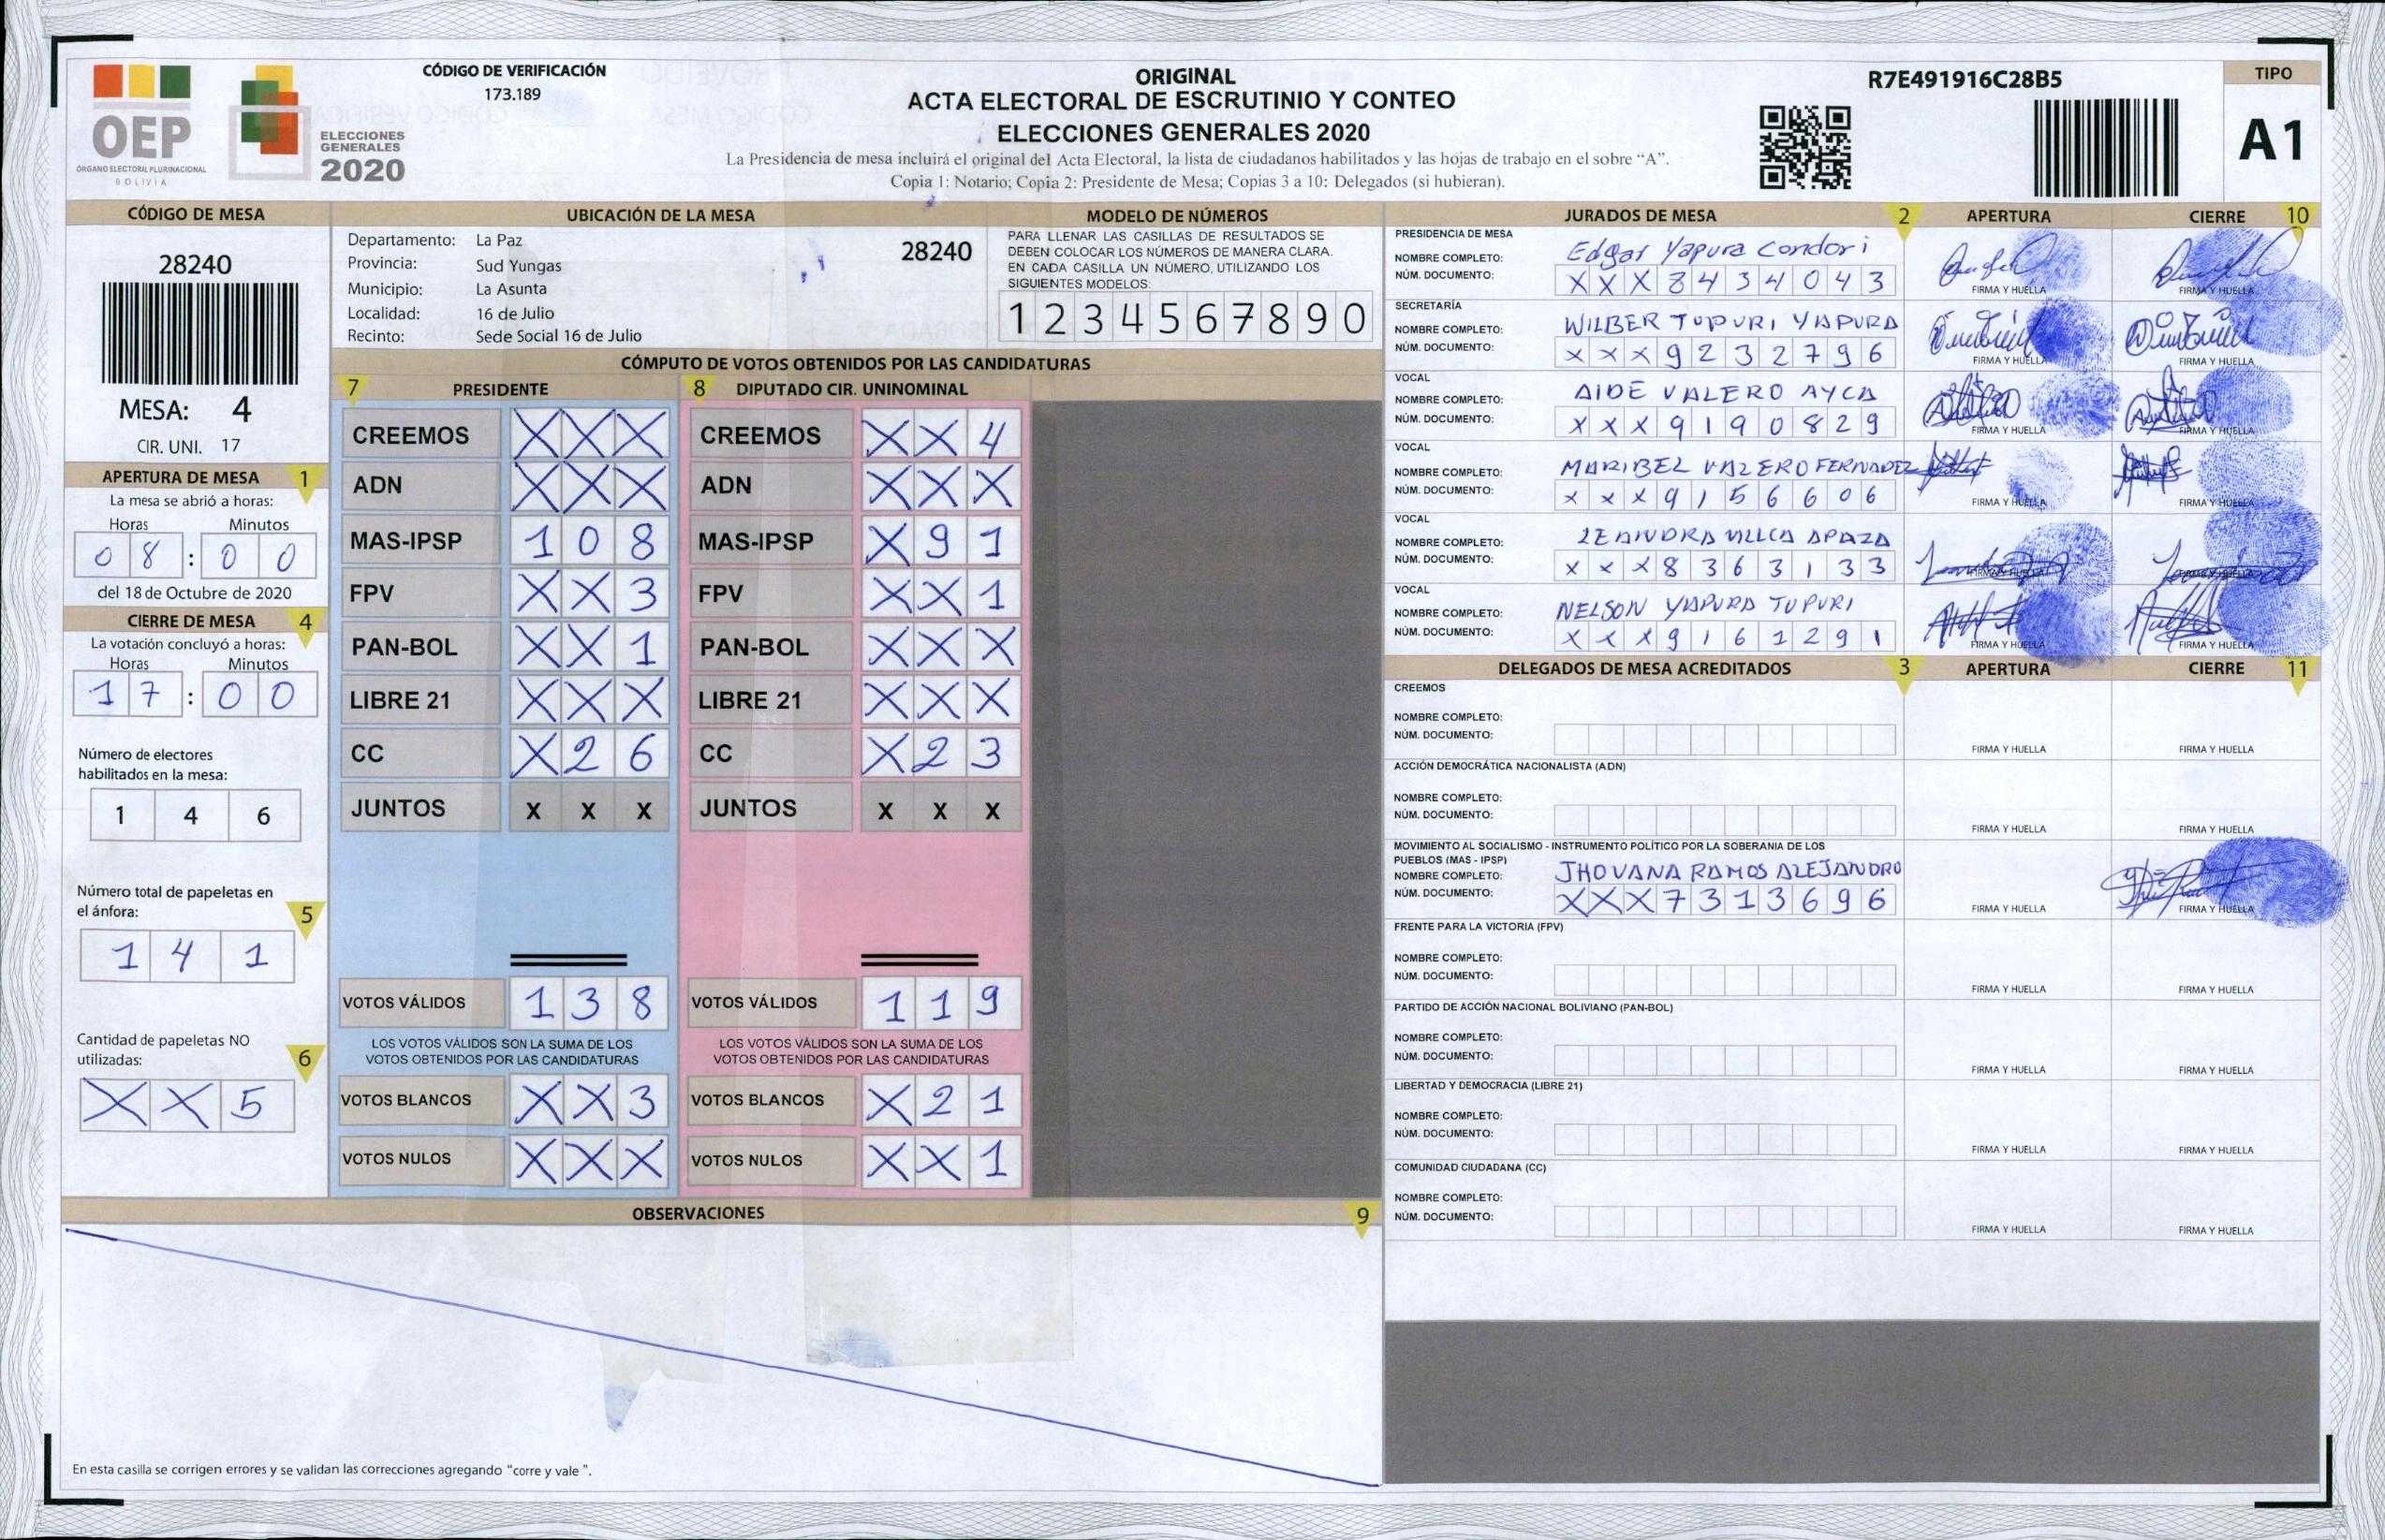 OEP
ÓRGANO ELECTORAL PLURINACIONAL
BOLIVIA
ELECCIONES
GENERALES
2020
CÓDIGO DE VERIFICACIÓN
173.189
ORIGINAL
ACTA ELECTORAL DE ESCRUTINIO Y CONTEO
ELECCIONES GENERALES 2020
La Presidencia de mesa incluirá el original del Acta Electoral, la lista de ciudadanos habilitados y las hojas de trabajo en el sobre “A”.
Copia 1: Notario; Copia 2: Presidente de Mesa; Copias 3 a 10: Delegados (si hubieran).
R7E491916C28B5
TIPO
A1
CÓDIGO DE MESA
28240
MESA: 4
CIR. UNI. 17
APERTURA DE MESA 1
La mesa se abrió a horas:
Horas Minutos
0 8 : 0 0
del 18 de Octubre de 2020
CIERRE DE MESA 4
La votación concluyó a horas:
Horas Minutos
1 7 : 0 0
Número de electores
habilitados en la mesa:
1 4 6
Número total de papeletas en
el ánfora: 5
1 4 1
Cantidad de papeletas NO
utilizadas: 6
X X 5
UBICACIÓN DE LA MESA
Departamento: La Paz
28240
Provincia: Sud Yungas
Municipio: La Asunta
Localidad: 16 de Julio
Recinto: Sede Social 16 de Julio
MODELO DE NÚMEROS
PARA LLENAR LAS CASILLAS DE RESULTADOS SE
DEBEN COLOCAR LOS NÚMEROS DE MANERA CLARA.
EN CADA CASILLA UN NÚMERO, UTILIZANDO LOS
SIGUIENTES MODELOS:
1 2 3 4 5 6 7 8 9 0
CÓMPUTO DE VOTOS OBTENIDOS POR LAS CANDIDATURAS
7 PRESIDENTE
CREEMOS X X X
ADN X X X
MAS-IPSP 1 0 8
FPV X X 3
PAN-BOL X X 1
LIBRE 21 X X X
CC X 2 6
JUNTOS X X X
VOTOS VÁLIDOS 1 3 8
LOS VOTOS VÁLIDOS SON LA SUMA DE LOS
VOTOS OBTENIDOS POR LAS CANDIDATURAS
VOTOS BLANCOS X X 3
VOTOS NULOS X X X
8 DIPUTADO CIR. UNINOMINAL
CREEMOS X X 4
ADN X X X
MAS-IPSP X 9 1
FPV X X 1
PAN-BOL X X X
LIBRE 21 X X X
CC X 2 3
JUNTOS X X X
VOTOS VÁLIDOS 1 1 9
LOS VOTOS VÁLIDOS SON LA SUMA DE LOS
VOTOS OBTENIDOS POR LAS CANDIDATURAS
VOTOS BLANCOS X 2 1
VOTOS NULOS X X 1
OBSERVACIONES 9
En esta casilla se corrigen errores y se validan las correcciones agregando “corre y vale ”.
JURADOS DE MESA 2 APERTURA CIERRE 10
PRESIDENCIA DE MESA
NOMBRE COMPLETO: Edgar Yapura Condori
NÚM. DOCUMENTO: X X X 8 4 3 4 0 4 3
FIRMA Y HUELLA FIRMA Y HUELLA
SECRETARÍA
NOMBRE COMPLETO: WILBER TUPURI YAPURA
NÚM. DOCUMENTO: X X X 9 2 3 2 7 9 6
FIRMA Y HUELLA FIRMA Y HUELLA
VOCAL
NOMBRE COMPLETO: AIDE VALERO AYCA
NÚM. DOCUMENTO: X X X 9 1 9 0 8 2 9
FIRMA Y HUELLA FIRMA Y HUELLA
VOCAL
NOMBRE COMPLETO: MARIBEL VALERO FERNADEZ
NÚM. DOCUMENTO: X X X 9 1 5 6 6 0 6
FIRMA Y HUELLA FIRMA Y HUELLA
VOCAL
NOMBRE COMPLETO: LEANDRA VILLCA APAZA
NÚM. DOCUMENTO: X X X 8 3 6 3 1 3 3
FIRMA Y HUELLA FIRMA Y HUELLA
VOCAL
NOMBRE COMPLETO: NELSON YAPURA TUPURI
NÚM. DOCUMENTO: X X X 9 1 6 1 2 9 1
FIRMA Y HUELLA FIRMA Y HUELLA
DELEGADOS DE MESA ACREDITADOS 3 APERTURA CIERRE 11
CREEMOS
NOMBRE COMPLETO:
NÚM. DOCUMENTO:
FIRMA Y HUELLA FIRMA Y HUELLA
ACCIÓN DEMOCRÁTICA NACIONALISTA (ADN)
NOMBRE COMPLETO:
NÚM. DOCUMENTO:
FIRMA Y HUELLA FIRMA Y HUELLA
MOVIMIENTO AL SOCIALISMO - INSTRUMENTO POLÍTICO POR LA SOBERANIA DE LOS
PUEBLOS (MAS - IPSP)
NOMBRE COMPLETO: JHOVANA RAMOS ALEJANDRO
NÚM. DOCUMENTO: X X X 7 3 1 3 6 9 6
FIRMA Y HUELLA FIRMA Y HUELLA
FRENTE PARA LA VICTORIA (FPV)
NOMBRE COMPLETO:
NÚM. DOCUMENTO:
FIRMA Y HUELLA FIRMA Y HUELLA
PARTIDO DE ACCIÓN NACIONAL BOLIVIANO (PAN-BOL)
NOMBRE COMPLETO:
NÚM. DOCUMENTO:
FIRMA Y HUELLA FIRMA Y HUELLA
LIBERTAD Y DEMOCRACIA (LIBRE 21)
NOMBRE COMPLETO:
NÚM. DOCUMENTO:
FIRMA Y HUELLA FIRMA Y HUELLA
COMUNIDAD CIUDADANA (CC)
NOMBRE COMPLETO:
NÚM. DOCUMENTO:
FIRMA Y HUELLA FIRMA Y HUELLA